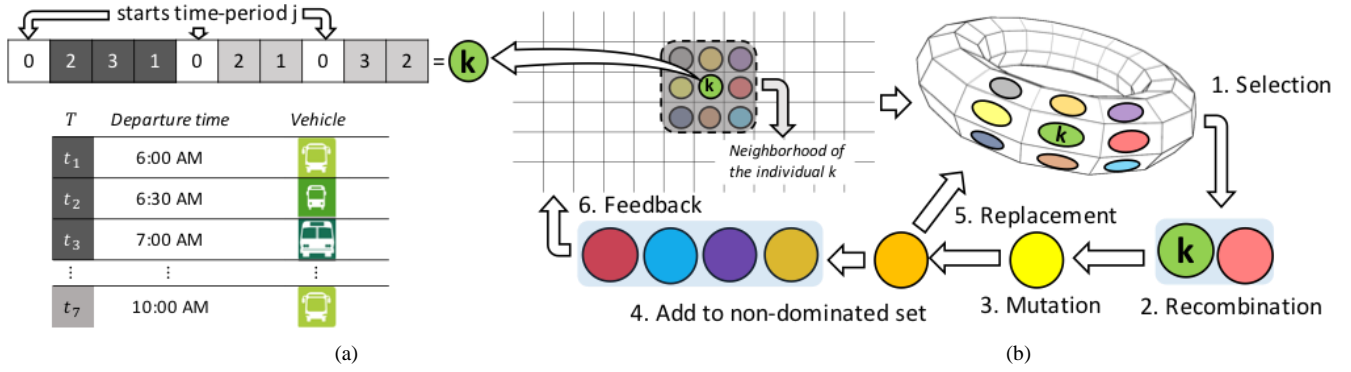 starts time-period j
0 2 3 1 0 2 1 0 3 2 = k
T Departure time Vehicle
t1 6:00 AM
t2 6:30 AM
t3 7:00 AM
⋮ ⋮ ⋮
t7 10:00 AM
(a)
k
Neighborhood of
the individual k
k
1. Selection
k
2. Recombination
3. Mutation
4. Add to non-dominated set
5. Replacement
6. Feedback
(b)